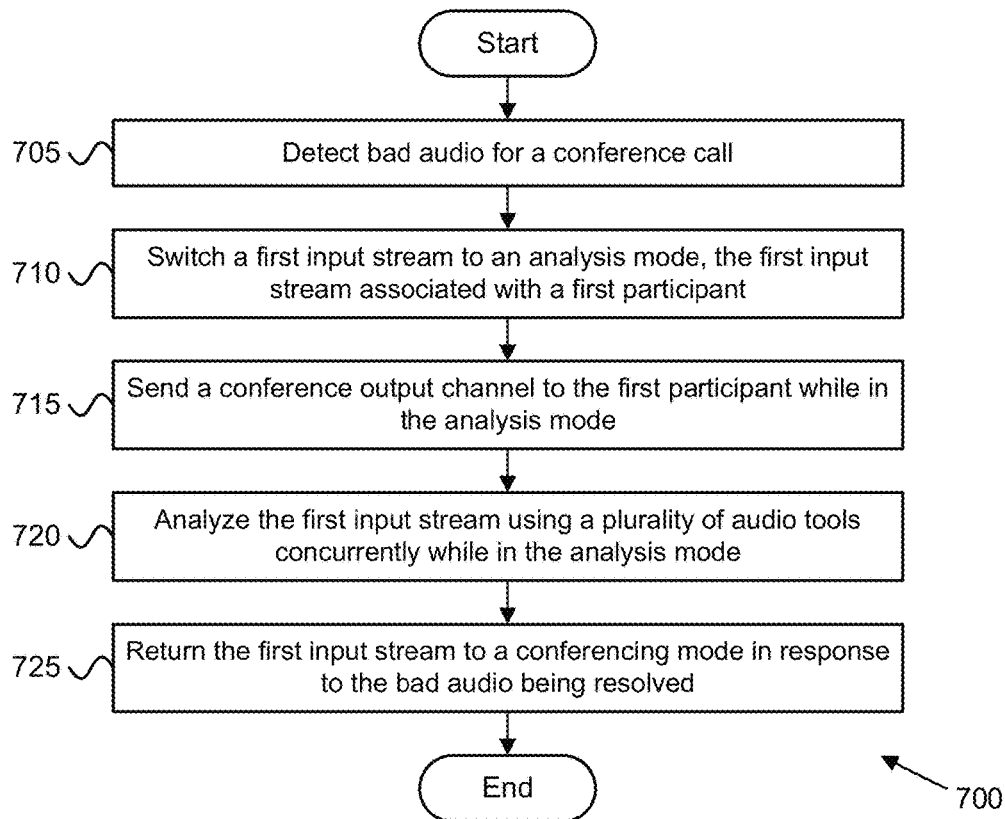 Start
705
Detect bad audio for a conference call
710
Switch a first input stream to an analysis mode, the first input
stream associated with a first participant
715
Send a conference output channel to the first participant while in
the analysis mode
720
Analyze the first input stream using a plurality of audio tools
concurrently while in the analysis mode
725
Return the first input stream to a conferencing mode in response
to the bad audio being resolved
End
700